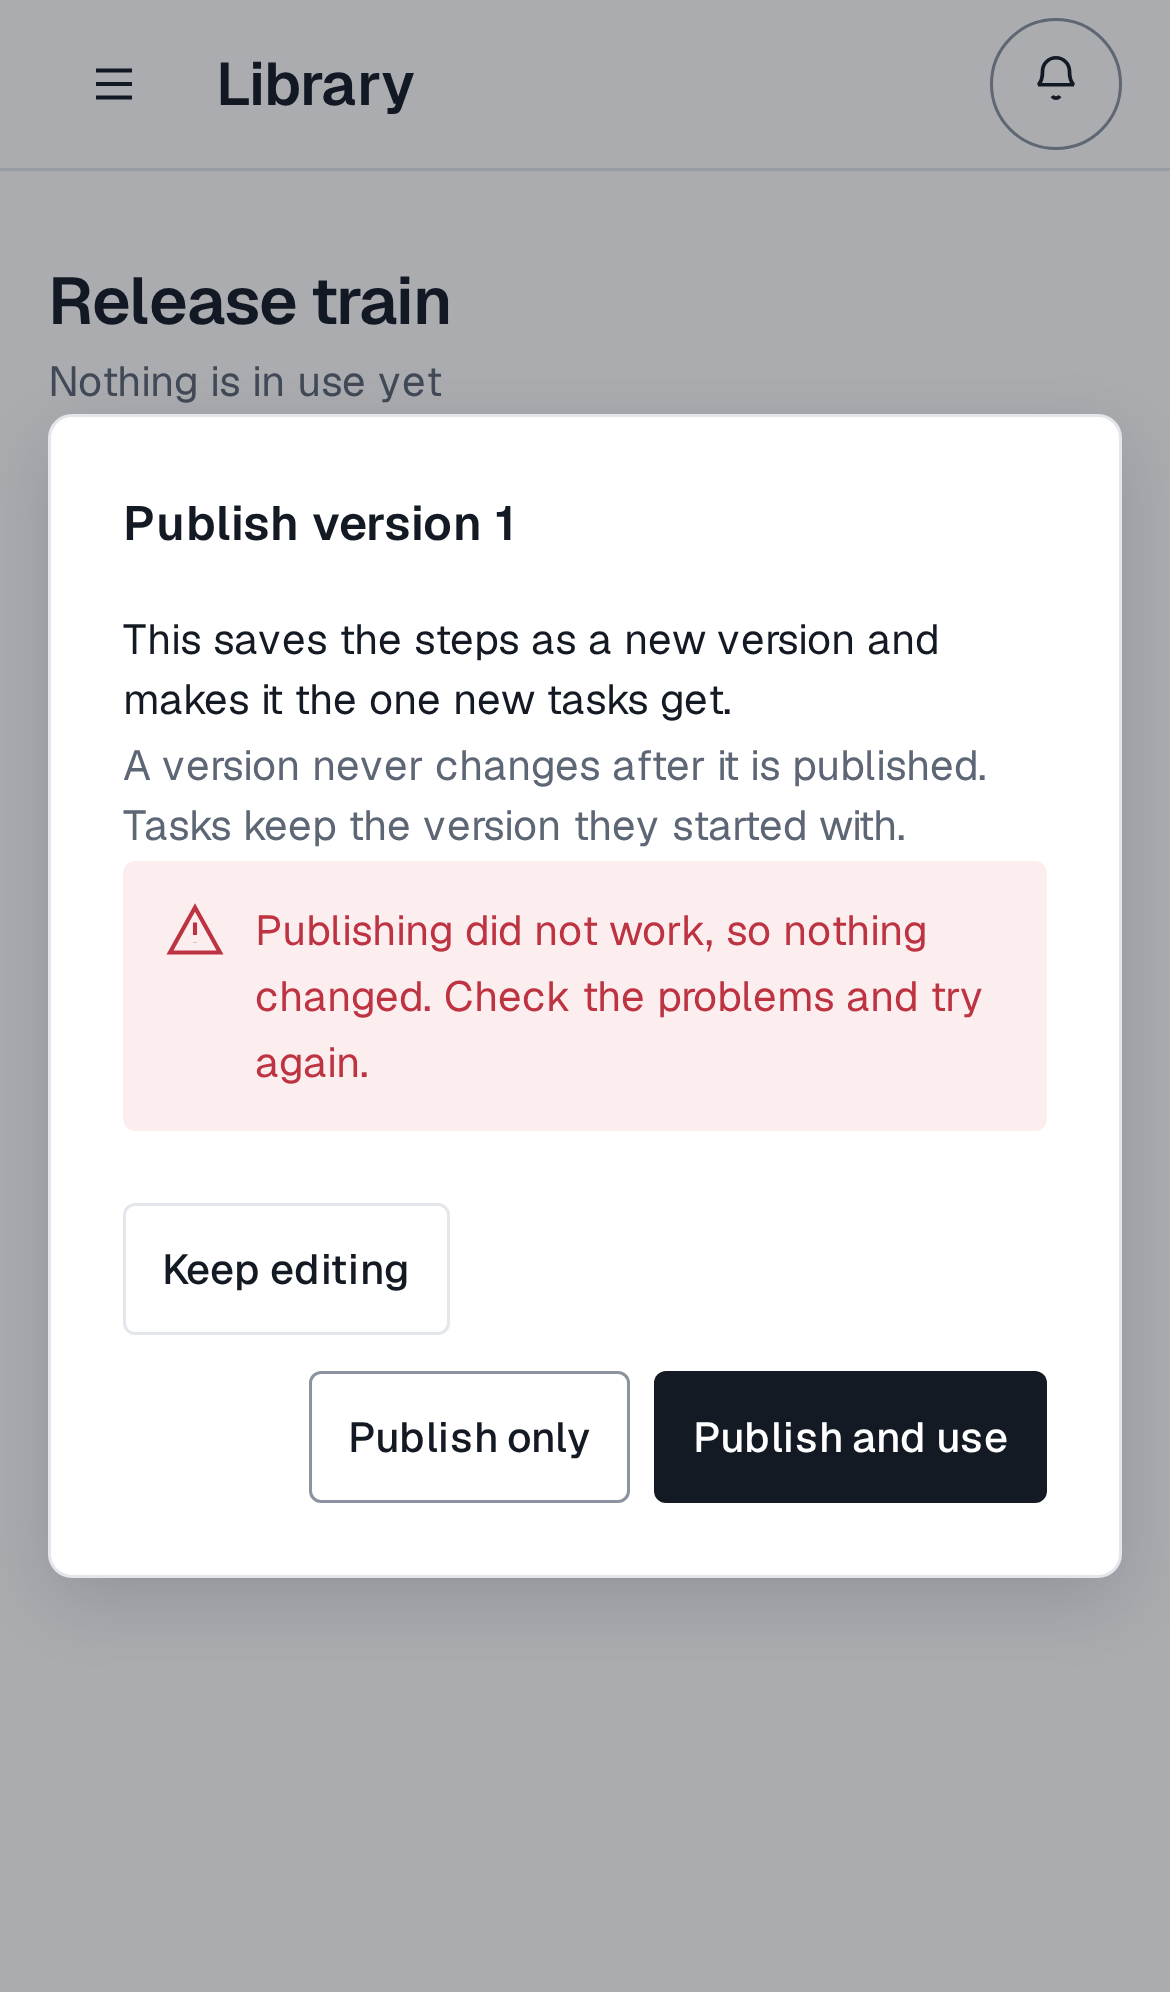 Library
Release train
Nothing is in use yet
Publish version 1
This saves the steps as a new version and
makes it the one new tasks get.
A version never changes after it is published.
Tasks keep the version they started with.
Publishing did not work, so nothing
changed. Check the problems and try
again.
Keep editing
Publish only
Publish and use